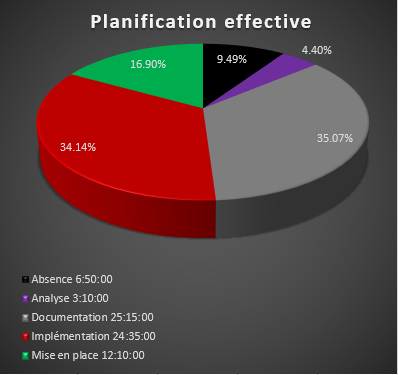 Planification effective
16.90%
9.49%
4.40%
34.14%
35.07%
Absence 6:50:00
Analyse 3:10:00
Documentation 25:15:00
Implémentation 24:35:00
Mise en place 12:10:00